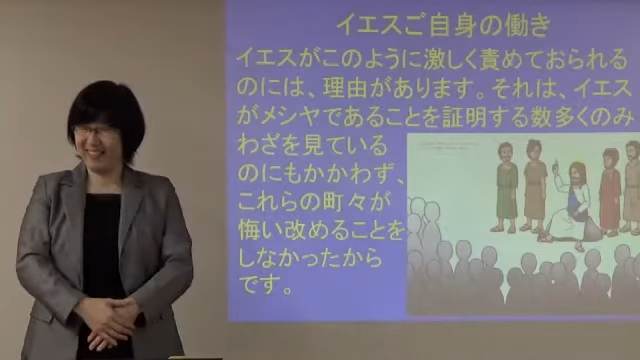 イエスご自身の働き
イエスがこのように激しく責めておられる
のには、理由があります。それは、イエス
がメシヤであることを証明する数多くのみ
わざを見ている
のにもかかわず、
これらの町々が
悔い改めることを
しなかったから
です。